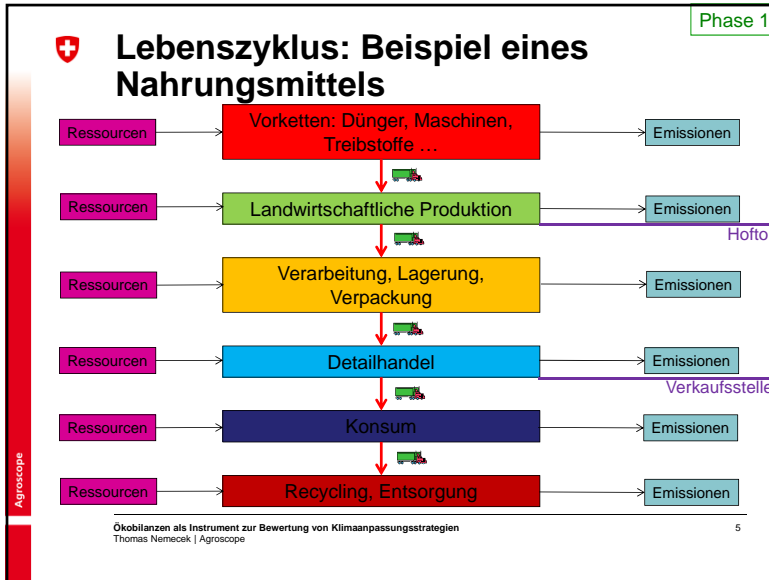 Phase 1
Lebenszyklus: Beispiel eines
Nahrungsmittels
Ressourcen
Vorketten: Dünger, Maschinen,
Treibstoffe …
Emissionen
Ressourcen
Landwirtschaftliche Produktion
Emissionen
Hofto
Ressourcen
Verarbeitung, Lagerung,
Verpackung
Emissionen
Ressourcen
Detailhandel
Emissionen
Verkaufsstelle
Ressourcen
Konsum
Emissionen
Ressourcen
Recycling, Entsorgung
Emissionen
Agroscope
Ökobilanzen als Instrument zur Bewertung von Klimaanpassungsstrategien
Thomas Nemecek | Agroscope
5